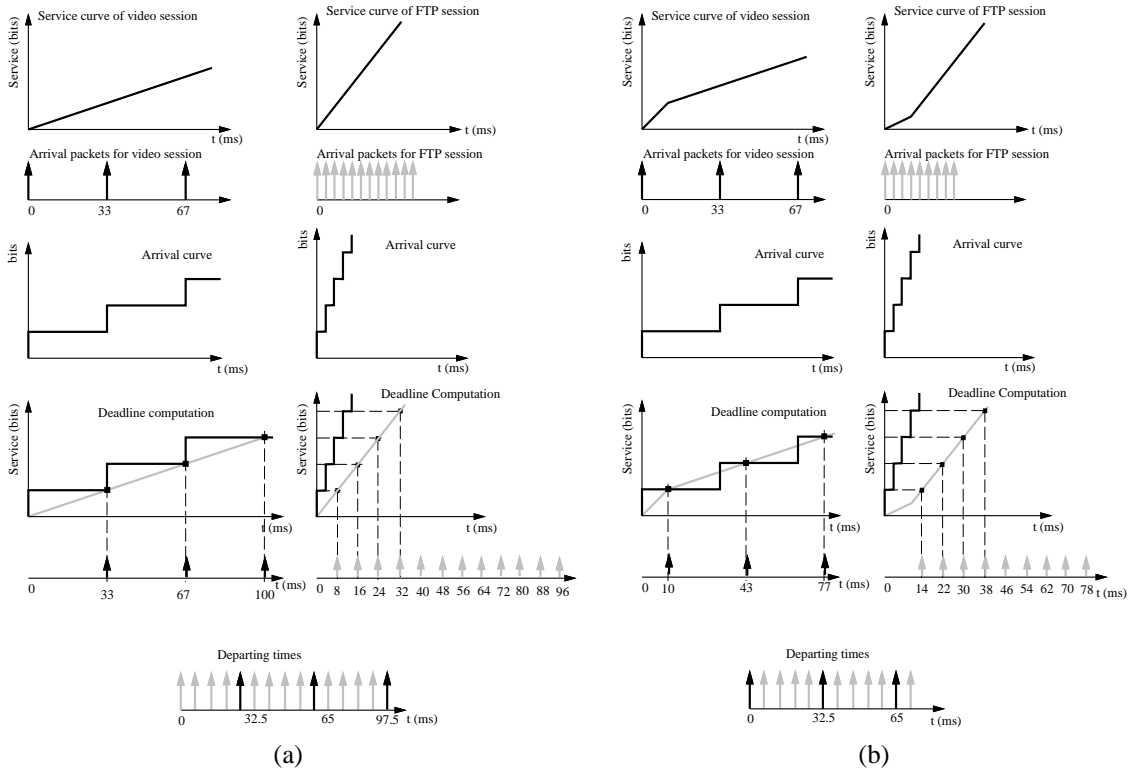 Service curve of video session
Service (bits)
t (ms)
Service curve of FTP session
Service (bits)
t (ms)
Arrival packets for video session
0 33 67
Arrival packets for FTP session
0
bits
Arrival curve
t (ms)
Arrival curve
t (ms)
Deadline computation
Service (bits)
t (ms)
Deadline Computation
Service (bits)
t (ms)
0 33 67 100
t (ms)
0 8 16 24 32 40 48 56 64 72 80 88 96
t (ms)
Departing times
0 32.5 65 97.5
t (ms)
(a)
Service curve of video session
Service (bits)
t (ms)
Service curve of FTP session
Service (bits)
t (ms)
Arrival packets for video session
0 33 67
Arrival packets for FTP session
0
bits
Arrival curve
t (ms)
Arrival curve
t (ms)
Deadline computation
Service (bits)
t (ms)
Deadline Computation
Service (bits)
t (ms)
0 10 43 77
t (ms)
0 14 22 30 38 46 54 62 70 78
t (ms)
Departing times
0 32.5 65
t (ms)
(b)